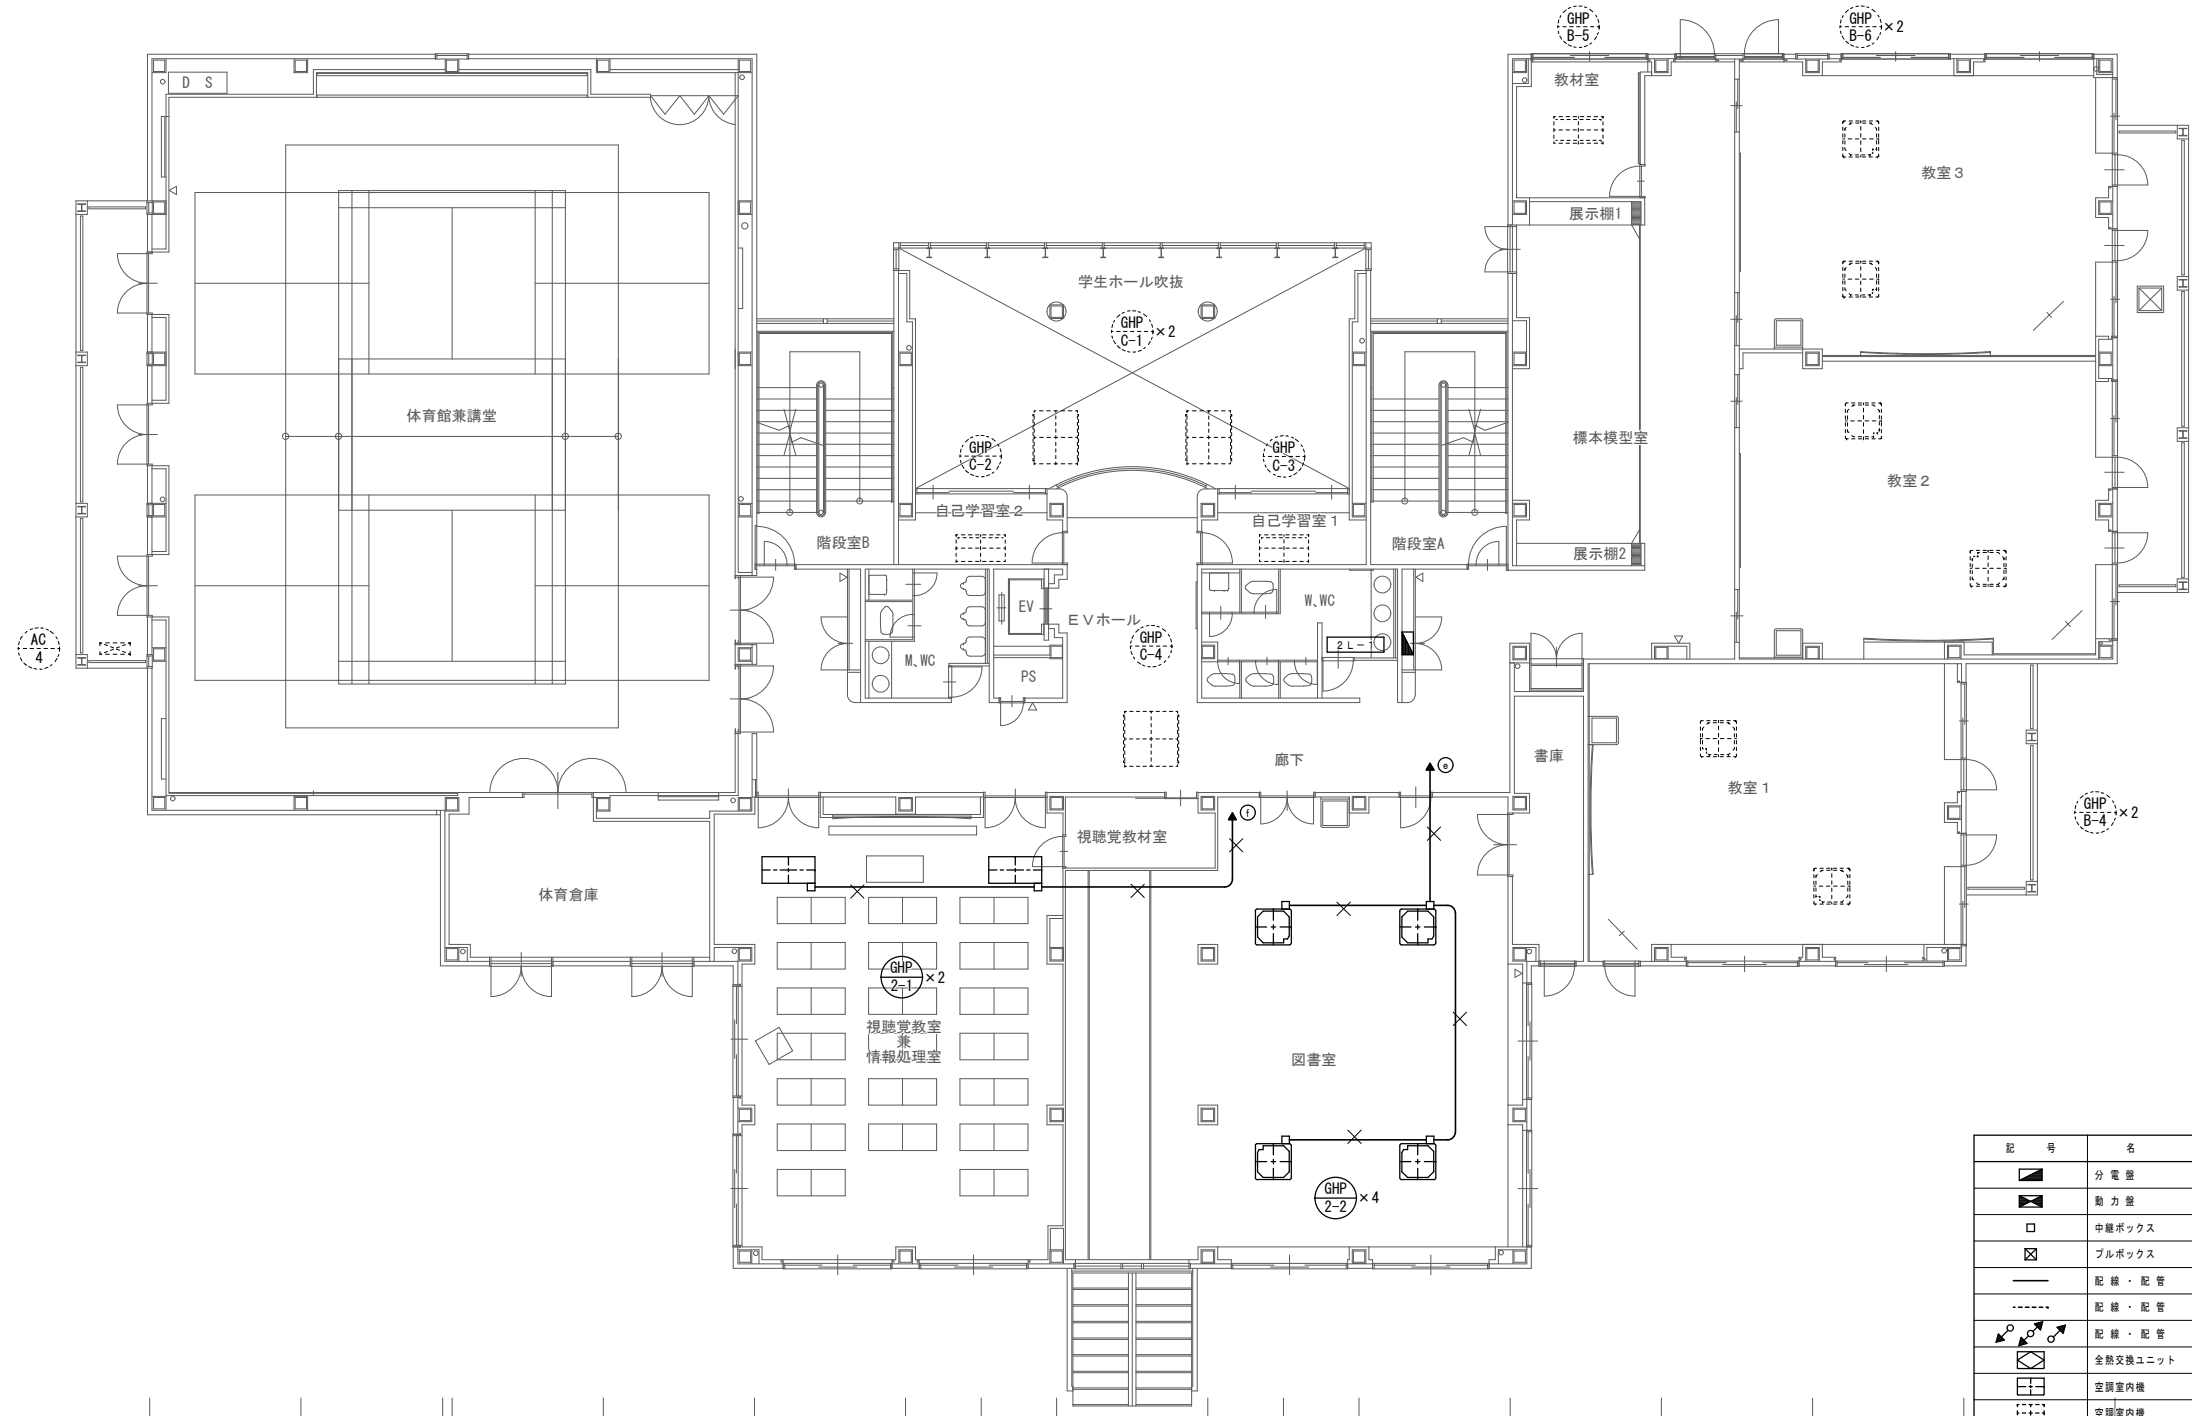 GHP
B-5
GHP
B-6
×2
D S
教材室
教室3
展示棚1
学生ホール吹抜
GHP
C-1
×2
体育館兼講堂
GHP
C-2
GHP
C-3
標本模型室
教室2
自己学習室2
自己学習室1
階段室B
階段室A
展示棚2
EV
EVホール
W、WC
AC
4
GHP
C-4
2L-1
M、WC
PS
廊下
書庫
e
教室1
GHP
B-4
×2
f
視聴覚教材室
体育倉庫
GHP
2-1
×2
視聴覚教室
兼
情報処理室
図書室
GHP
2-2
×4
記 号 名
分電盤
動力盤
中継ボックス
プルボックス
配線・配管
配線・配管
配線・配管
全熱交換ユニット
空調室内機
空調室内機